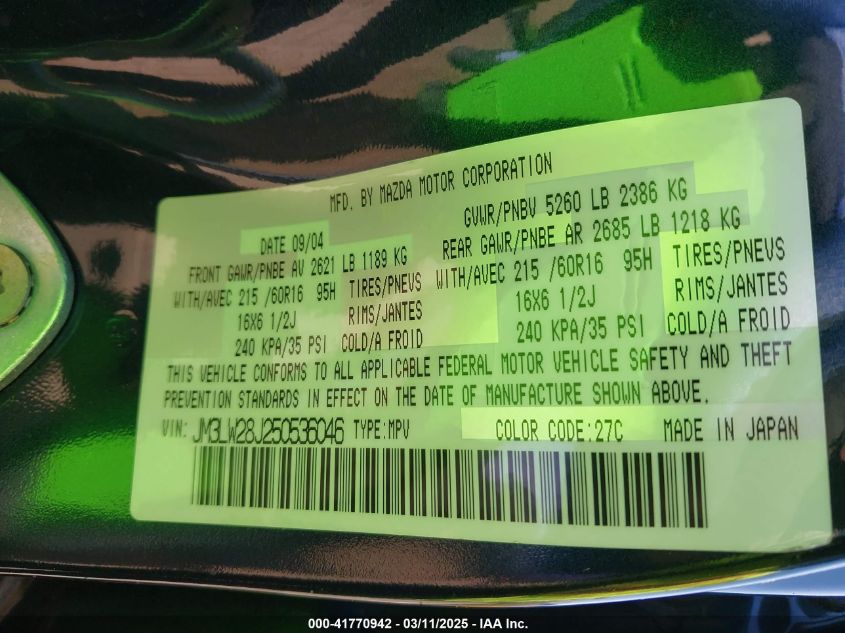 MFD. BY MAZDA MOTOR CORPORATION
DATE 09/04 GVWR/PNBV 5260 LB 2386 KG
FRONT GAWR/PNBE AV 2621 LB 1189 KG REAR GAWR/PNBE AR 2685 LB 1218 KG
WITH/AVEC 215 /60R16 95H TIRES/PNEUS WITH/AVEC 215 /60R16 95H TIRES/PNEUS
16X6 1/2J RIMS/JANTES 16X6 1/2J RIMS/JANTES
240 KPA/35 PSI COLD/A FROID 240 KPA/35 PSI COLD/A FROID
THIS VEHICLE CONFORMS TO ALL APPLICABLE FEDERAL MOTOR VEHICLE SAFETY AND THEFT
PREVENTION STANDARDS IN EFFECT ON THE DATE OF MANUFACTURE SHOWN ABOVE.
VIN: JM3LW28J250536046 TYPE:MPV COLOR CODE:27C MADE IN JAPAN
000-41770942 - 03/11/2025 - IAA Inc.